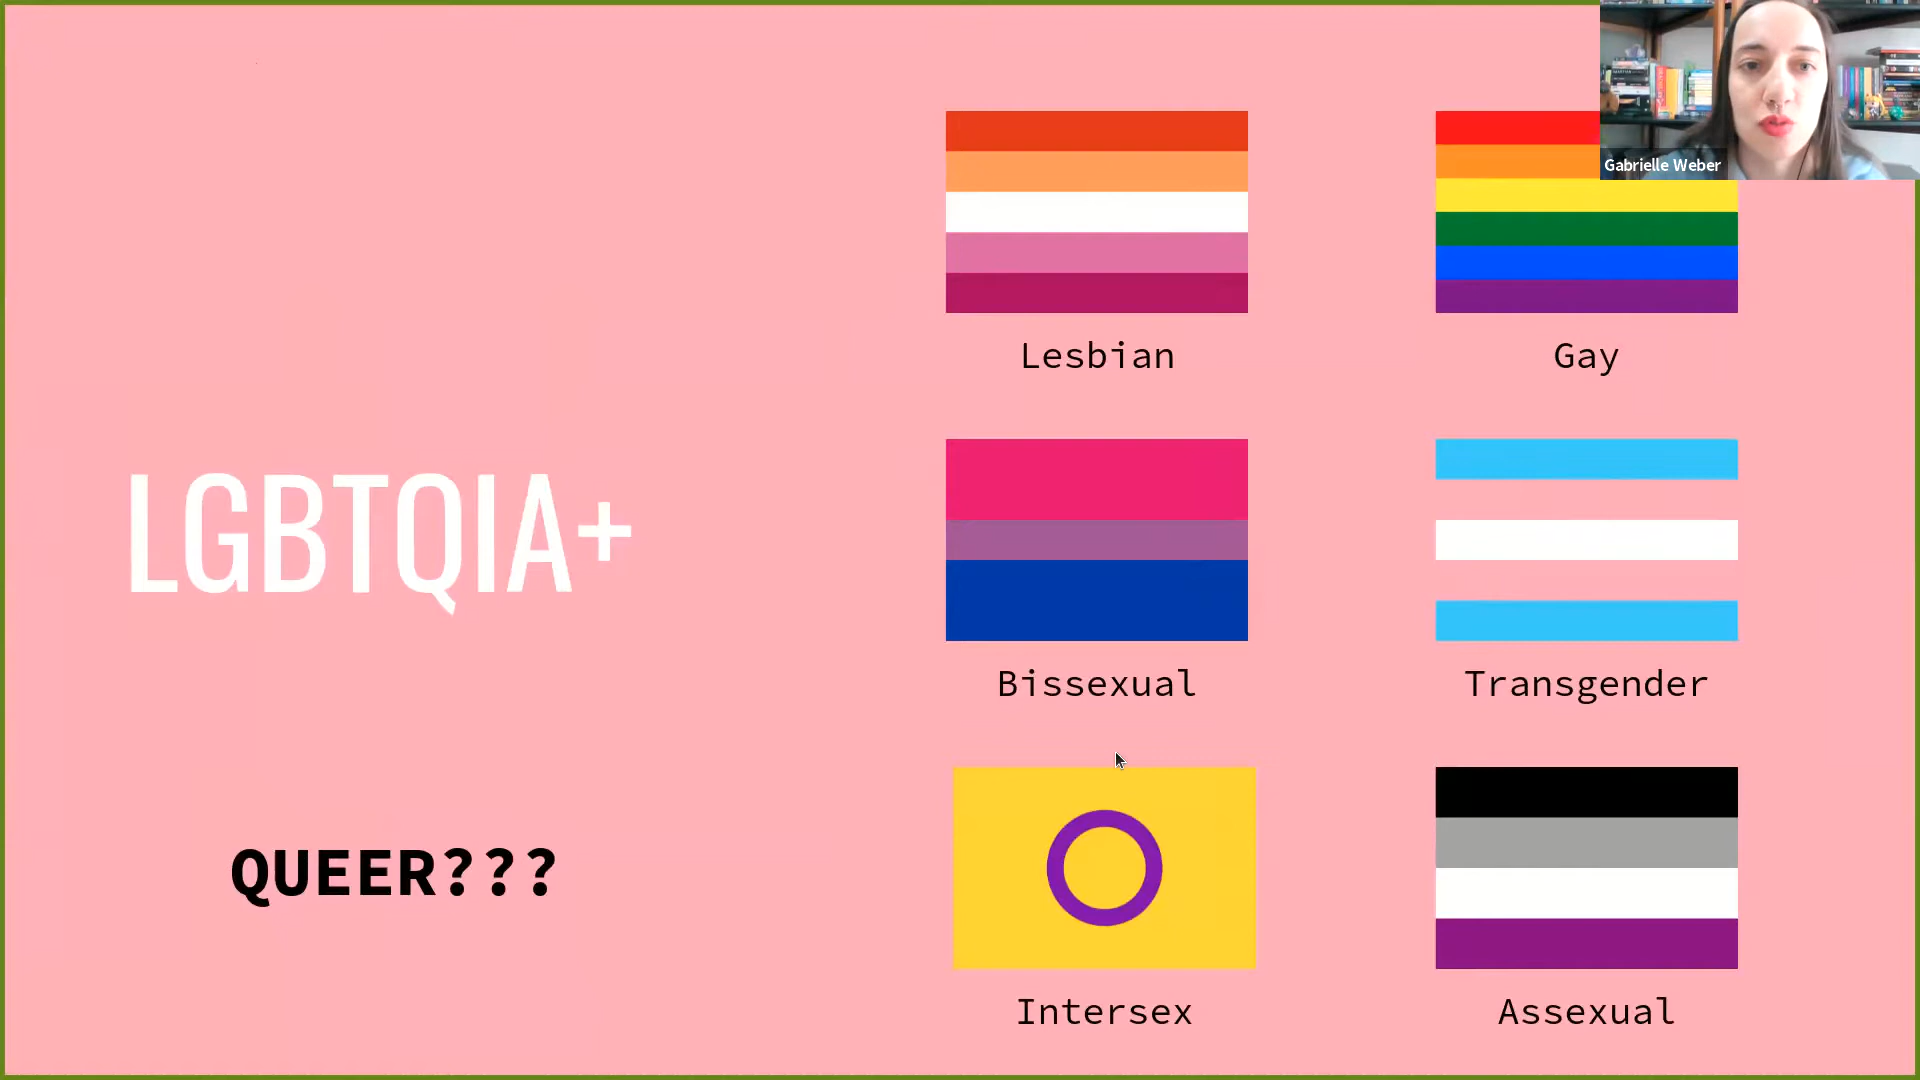 Gabrielle Weber
Lesbian
Gay
LGBTQIA+
Bissexual
Transgender
QUEER???
Intersex
Assexual